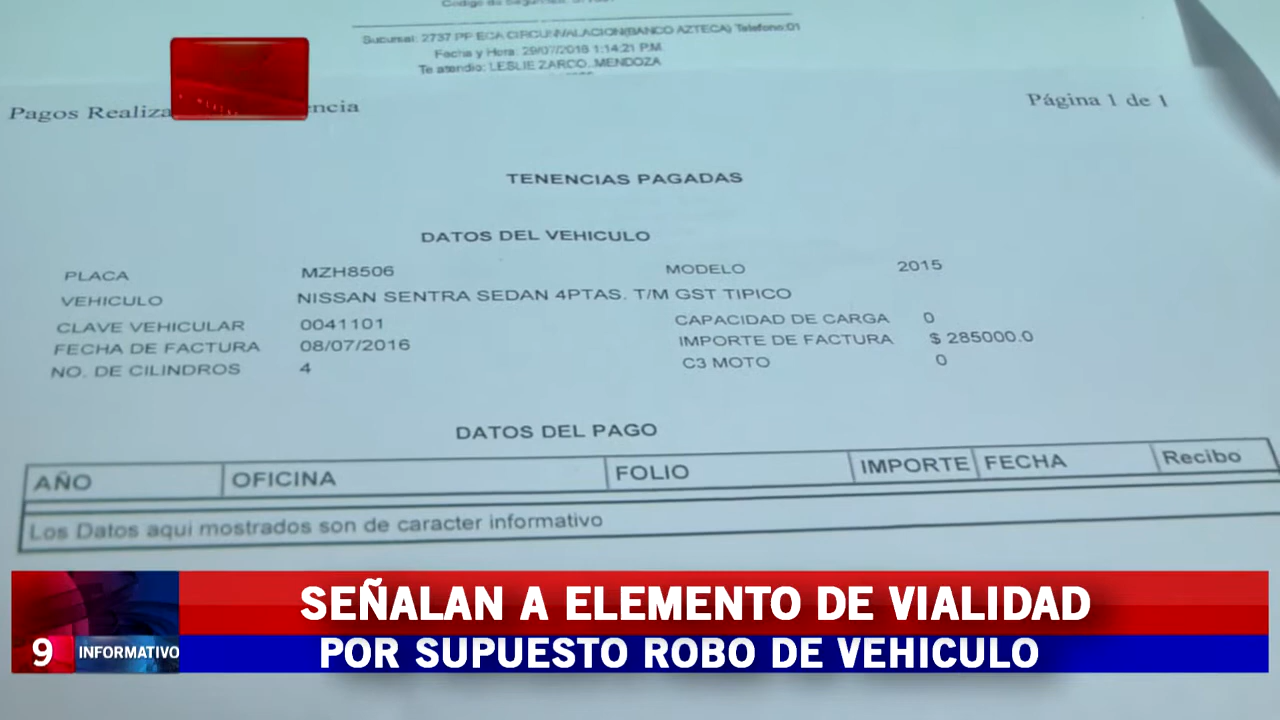 Sucursal: 2737 PF ECA CIRCUNVALACION(BANCO AZTECA) Telefono:01
Fecha y Hora: 29/07/2016 1:14:21 P.M.
Te atendio: LESLIE ZARCO. MENDOZA
Pagos Realiza ncia
Página 1 de 1
TENENCIAS PAGADAS
DATOS DEL VEHICULO
PLACA MZH8506 MODELO 2015
VEHICULO NISSAN SENTRA SEDAN 4PTAS. T/M GST TIPICO
CLAVE VEHICULAR 0041101 CAPACIDAD DE CARGA 0
FECHA DE FACTURA 08/07/2016 IMPORTE DE FACTURA $ 285000.0
NO. DE CILINDROS 4 C3 MOTO 0
DATOS DEL PAGO
AÑO OFICINA FOLIO IMPORTE FECHA Recibo
Los Datos aqui mostrados son de caracter informativo
SEÑALAN A ELEMENTO DE VIALIDAD
POR SUPUESTO ROBO DE VEHICULO
9 INFORMATIVO